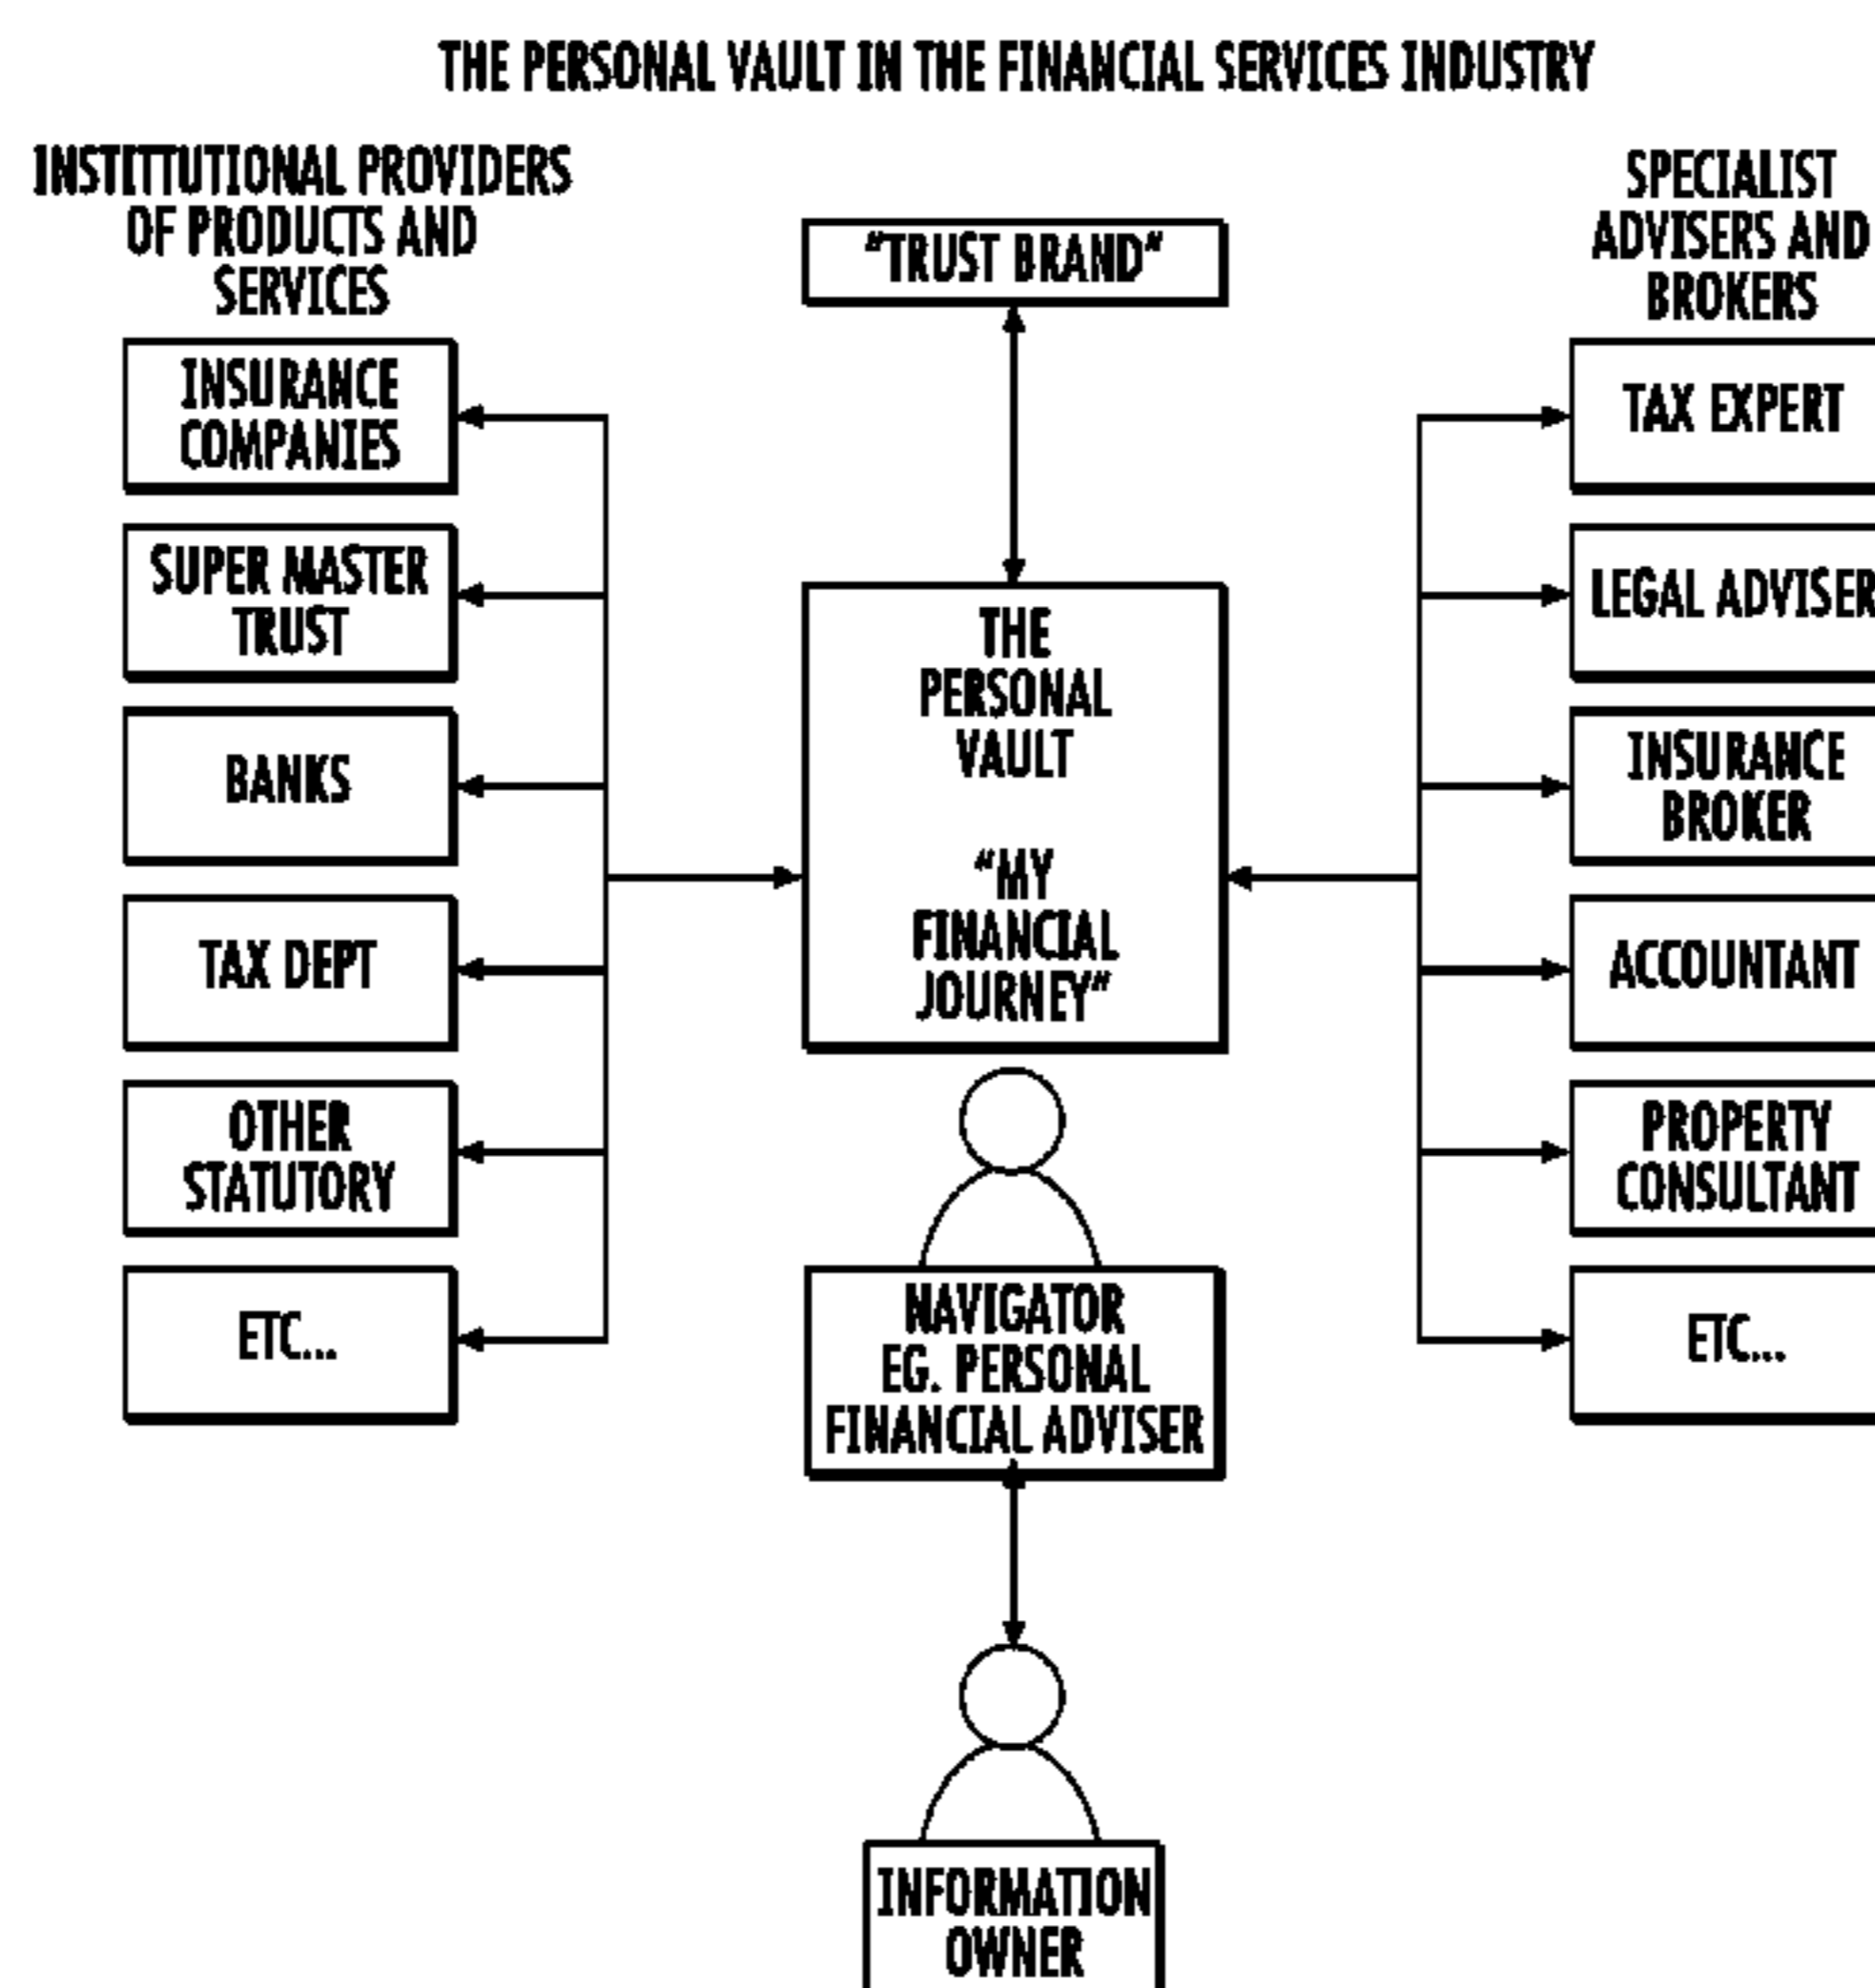 THE PERSONAL VAULT IN THE FINANCIAL SERVICES INDUSTRY
INSTITUTIONAL PROVIDERS
OF PRODUCTS AND
SERVICES
INSURANCE
COMPANIES
SUPER MASTER
TRUST
BANKS
TAX DEPT
OTHER
STATUTORY
ETC...
"TRUST BRAND"
THE
PERSONAL
VAULT
"MY
FINANCIAL
JOURNEY"
NAVIGATOR
EG. PERSONAL
FINANCIAL ADVISER
INFORMATION
OWNER
SPECIALIST
ADVISERS AND
BROKERS
TAX EXPERT
LEGAL ADVISER
INSURANCE
BROKER
ACCOUNTANT
PROPERTY
CONSULTANT
ETC...